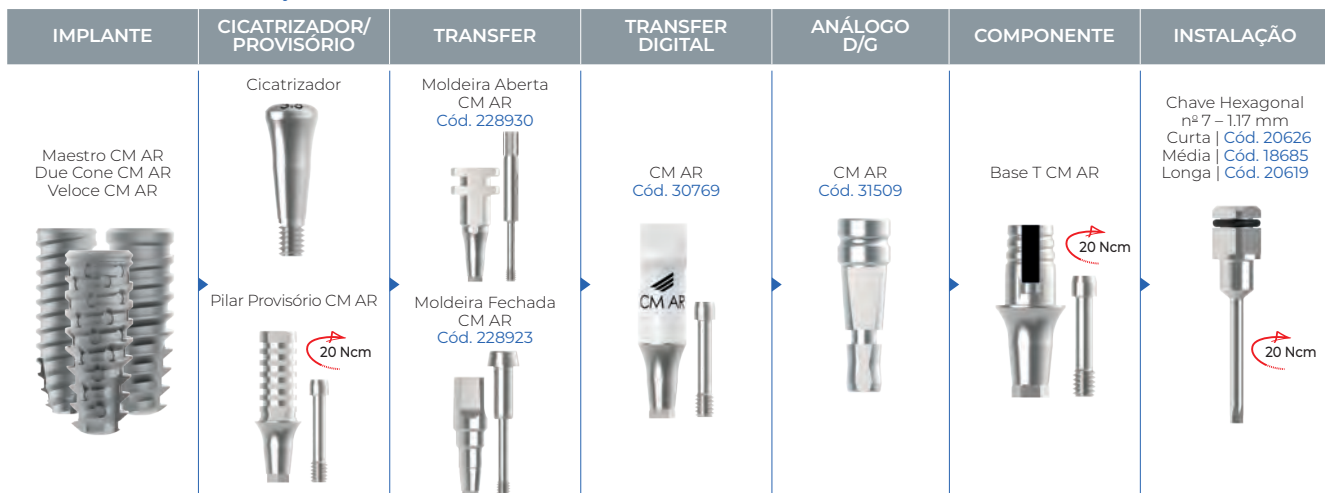 IMPLANTE
CICATRIZADOR/
PROVISÓRIO
TRANSFER
TRANSFER
DIGITAL
ANÁLOGO
D/G
COMPONENTE
INSTALAÇÃO
Maestro CM AR
Due Cone CM AR
Veloce CM AR
Cicatrizador
Pilar Provisório CM AR
20 Ncm
Moldeira Aberta
CM AR
Cód. 228930
Moldeira Fechada
CM AR
Cód. 228923
CM AR
Cód. 30769
CM AR
CM AR
Cód. 31509
Base T CM AR
20 Ncm
Chave Hexagonal
nº 7 – 1.17 mm
Curta | Cód. 20626
Média | Cód. 18685
Longa | Cód. 20619
20 Ncm